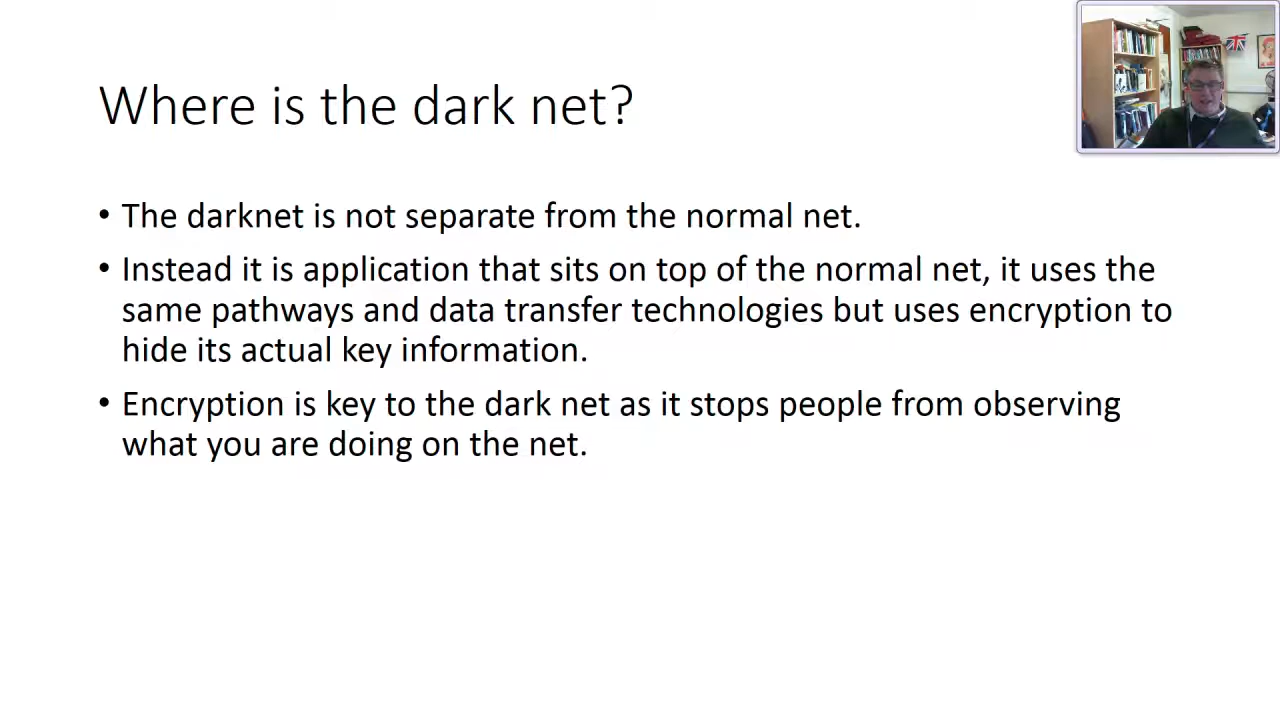 Where is the dark net?
• The darknet is not separate from the normal net.
• Instead it is application that sits on top of the normal net, it uses the
same pathways and data transfer technologies but uses encryption to
hide its actual key information.
• Encryption is key to the dark net as it stops people from observing
what you are doing on the net.